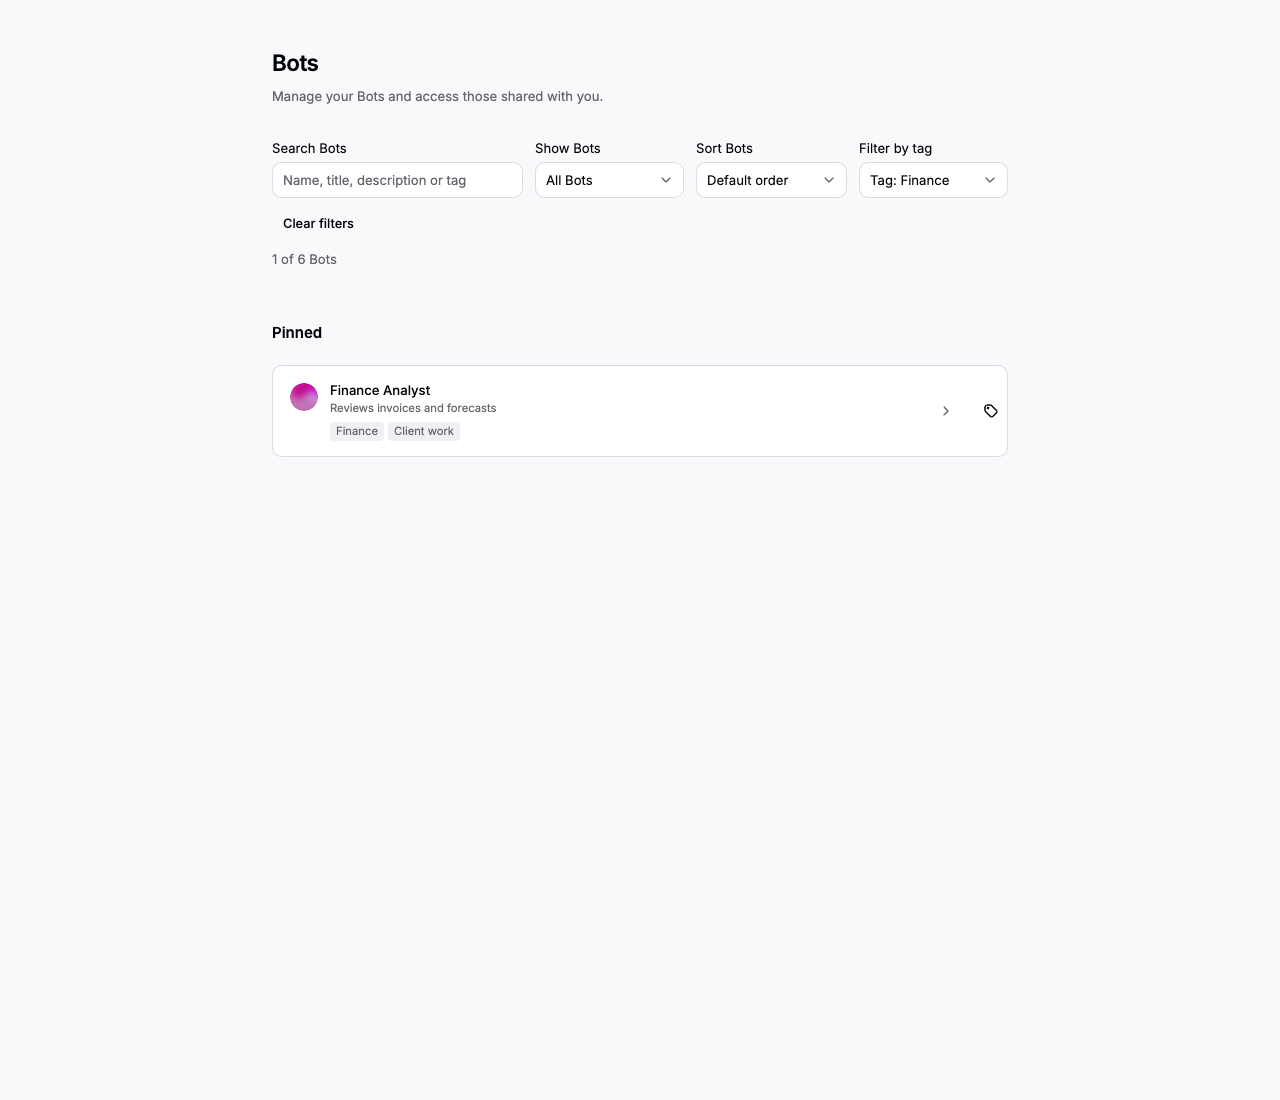 Bots
Manage your Bots and access those shared with you.
Search Bots
Show Bots
Sort Bots
Filter by tag
Name, title, description or tag
All Bots
Default order
Tag: Finance
Clear filters
1 of 6 Bots
Pinned
Finance Analyst
Reviews invoices and forecasts
Finance
Client work